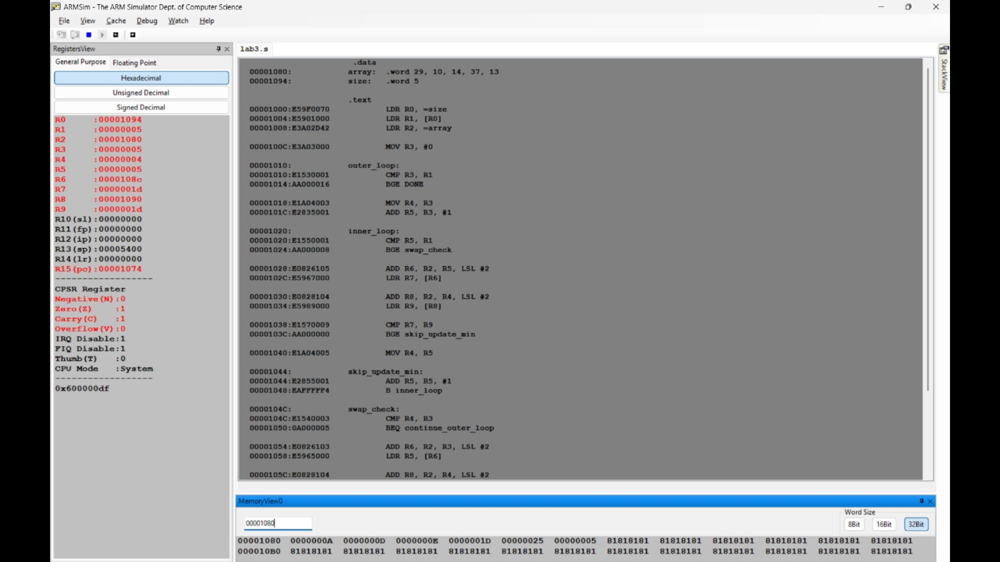 ARMSim - The ARM Simulator Dept. of Computer Science
File View Cache Debug Watch Help
RegistersView
General Purpose Floating Point
Hexadecimal
Unsigned Decimal
Signed Decimal
R0 :00001094
R1 :00000005
R2 :00001080
R3 :00000005
R4 :00000004
R5 :00000005
R6 :0000108c
R7 :0000001d
R8 :00001090
R9 :0000001d
R10(sl):00000000
R11(fp):00000000
R12(ip):00000000
R13(sp):00005400
R14(lr):00000000
R15(pc):00001074
--------------------
CPSR Register
Negative(N):0
Zero(Z) :1
Carry(C) :1
Overflow(V):0
IRQ Disable:1
FIQ Disable:1
Thumb(T) :0
CPU Mode :System
--------------------
0x600000df
lab3.s
.data
00001080: array: .word 29, 10, 14, 37, 13
00001094: size: .word 5
.text
00001000:E59F0070 LDR R0, =size
00001004:E5901000 LDR R1, [R0]
00001008:E3A02D42 LDR R2, =array
0000100C:E3A03000 MOV R3, #0
00001010: outer_loop:
00001010:E1530001 CMP R3, R1
00001014:AA000016 BGE DONE
00001018:E1A04003 MOV R4, R3
0000101C:E2835001 ADD R5, R3, #1
00001020: inner_loop:
00001020:E1550001 CMP R5, R1
00001024:AA000008 BGE swap_check
00001028:E0826105 ADD R6, R2, R5, LSL #2
0000102C:E5967000 LDR R7, [R6]
00001030:E0828104 ADD R8, R2, R4, LSL #2
00001034:E5989000 LDR R9, [R8]
00001038:E1570009 CMP R7, R9
0000103C:AA000000 BGE skip_update_min
00001040:E1A04005 MOV R4, R5
00001044: skip_update_min:
00001044:E2855001 ADD R5, R5, #1
00001048:EAFFFFF4 B inner_loop
0000104C: swap_check:
0000104C:E1540003 CMP R4, R3
00001050:0A000005 BEQ continue_outer_loop
00001054:E0826103 ADD R6, R2, R3, LSL #2
00001058:E5965000 LDR R5, [R6]
0000105C:E0828104 ADD R8, R2, R4, LSL #2
StackView
MemoryView0
00001080
Word Size
8Bit 16Bit 32Bit
00001080 0000000A 0000000D 0000000E 0000001D 00000025 00000005 81818181 81818181 81818181 81818181 81818181 81818181
000010B0 81818181 81818181 81818181 81818181 81818181 81818181 81818181 81818181 81818181 81818181 81818181 81818181